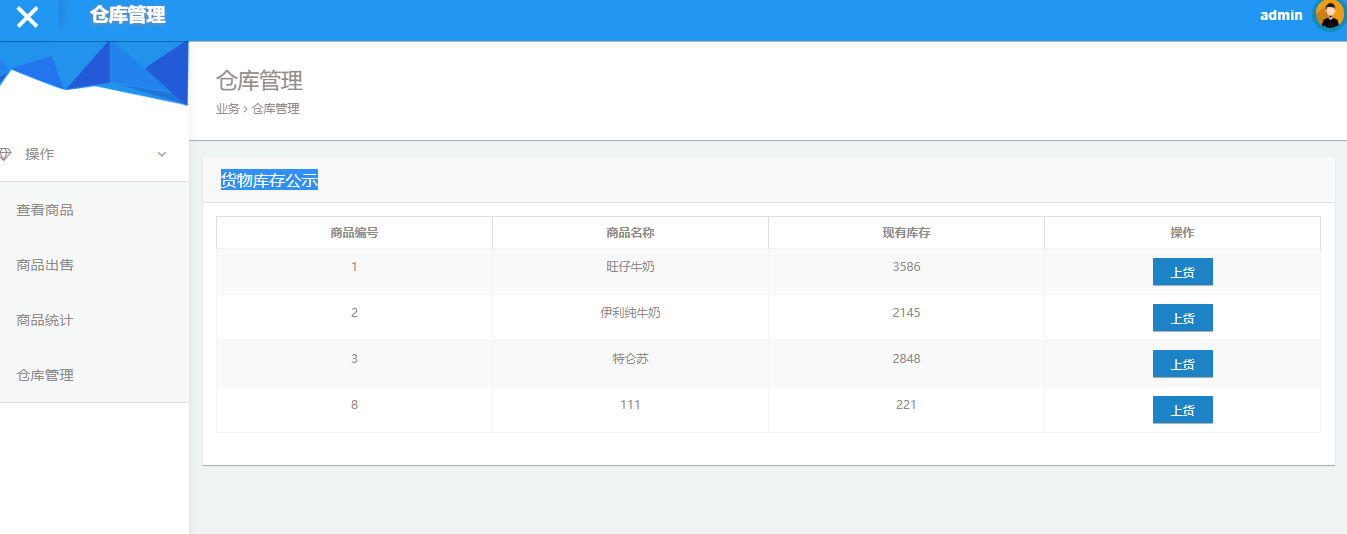 仓库管理
admin
仓库管理
业务 > 仓库管理
操作
查看商品
商品出售
商品统计
仓库管理
货物库存公示
商品编号 商品名称 现有库存 操作
1 旺仔牛奶 3586 上货
2 伊利纯牛奶 2145 上货
3 特仑苏 2848 上货
8 111 221 上货